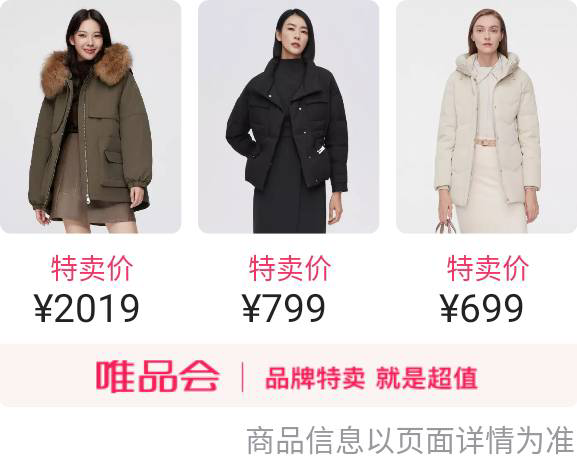 特卖价 特卖价 特卖价
¥2019 ¥799 ¥699
唯品会 | 品牌特卖 就是超值
商品信息以页面详情为准